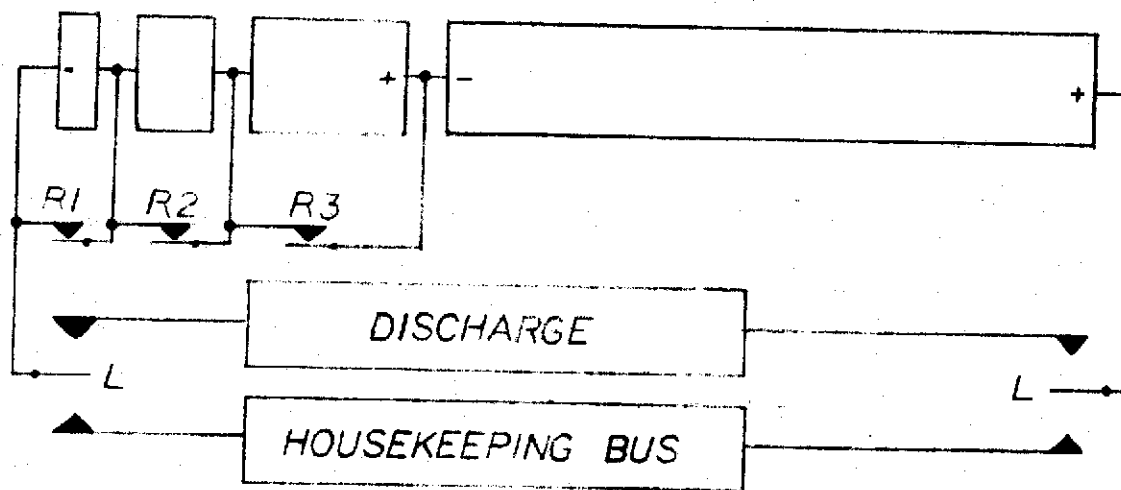 - + - +
R1 R2 R3
DISCHARGE
L L
HOUSEKEEPING BUS